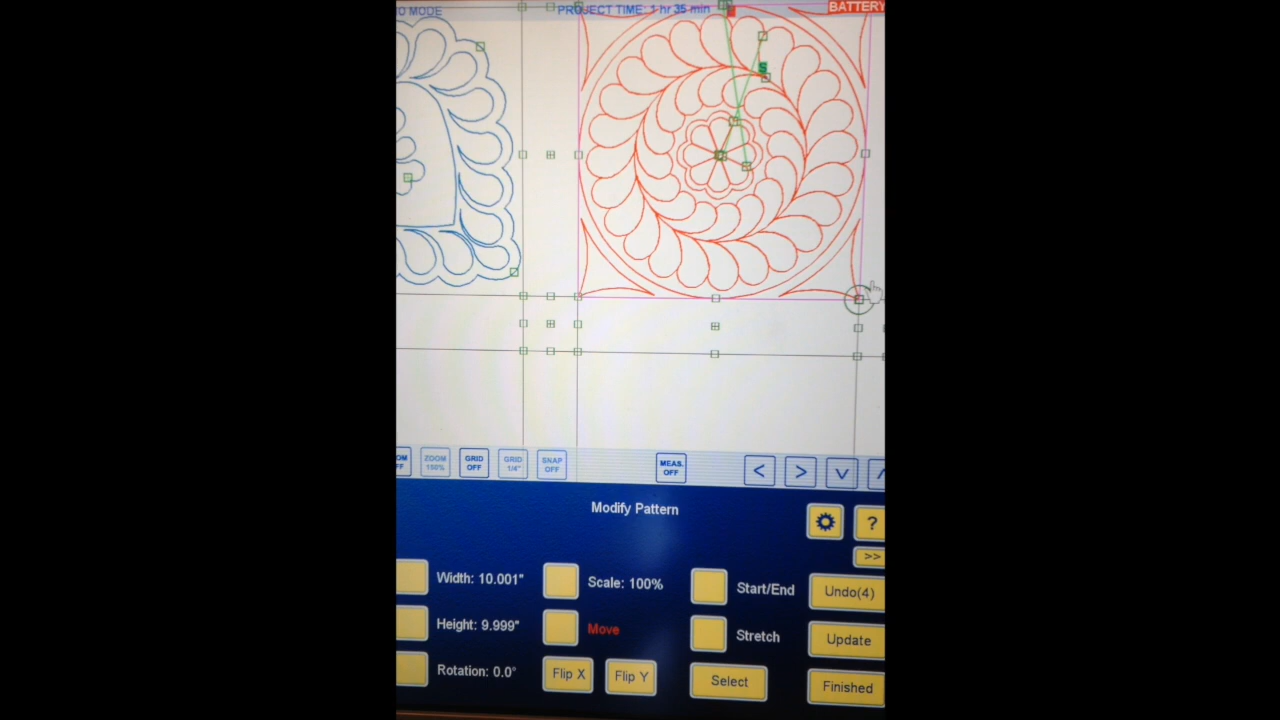 O MODE
PROJECT TIME: 1 hr 35 min
BATTERY
S
ZOOM 100%
GRID OFF
GRID 1/4"
SNAP OFF
MEAS. OFF
<
>
Modify Pattern
?
>>
Width: 10.001"
Scale: 100%
Start/End
Undo(4)
Height: 9.999"
Move
Stretch
Update
Rotation: 0.0°
Flip X
Flip Y
Select
Finished